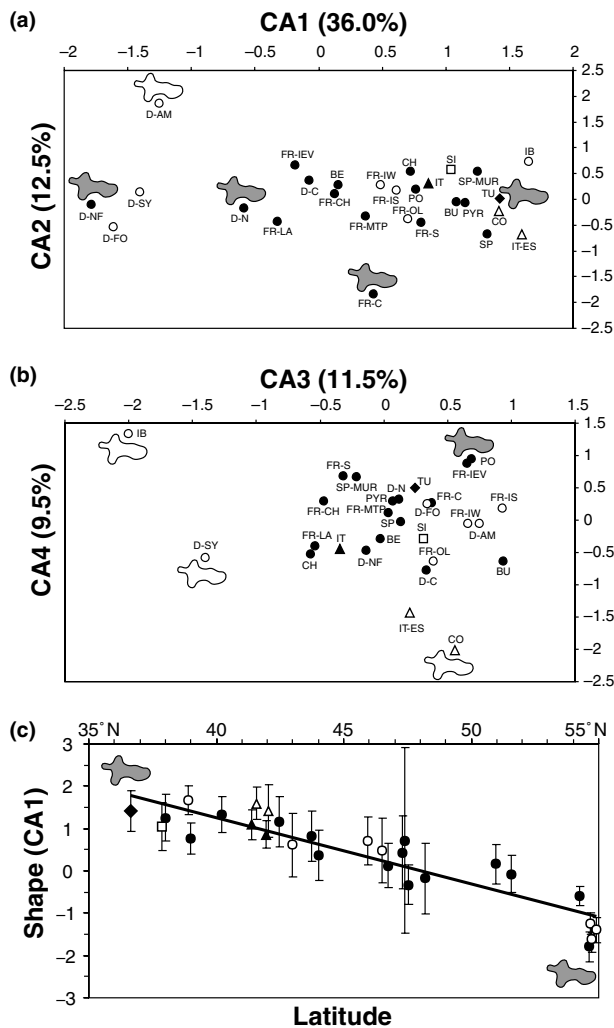 (a)
CA1 (36.0%)
−2 −1.5 −1 −0.5 0 0.5 1 1.5 2
CA2 (12.5%)
2.5
2
1.5
1
0.5
0
−0.5
−1
−1.5
−2
−2.5
D-AM
FR-IEV
CH
SI
IB
D-C
BE
FR-IW
IT
SP-MUR
FR-CH
FR-IS
PO
TU
D-NF
D-SY
D-N
FR-OL
BU
PYR
CO
D-FO
FR-LA
FR-MTP
FR-S
SP
IT-ES
FR-C
(b)
CA3 (11.5%)
−2.5 −2 −1.5 −1 −0.5 0 0.5 1 1.5
CA4 (9.5%)
1.5
1
0.5
0
−0.5
−1
−1.5
−2
−2.5
IB
PO
FR-IEV
FR-S
SP-MUR
D-N
TU
PYR
FR-C
FR-IS
FR-CH
FR-MTP
D-FO
FR-IW
SP
SI
D-AM
FR-LA
IT
BE
D-SY
CH
D-NF
FR-OL
D-C
BU
IT-ES
CO
(c)
35°N 40 45 50 55°N
Shape (CA1)
3
2
1
0
−1
−2
−3
Latitude